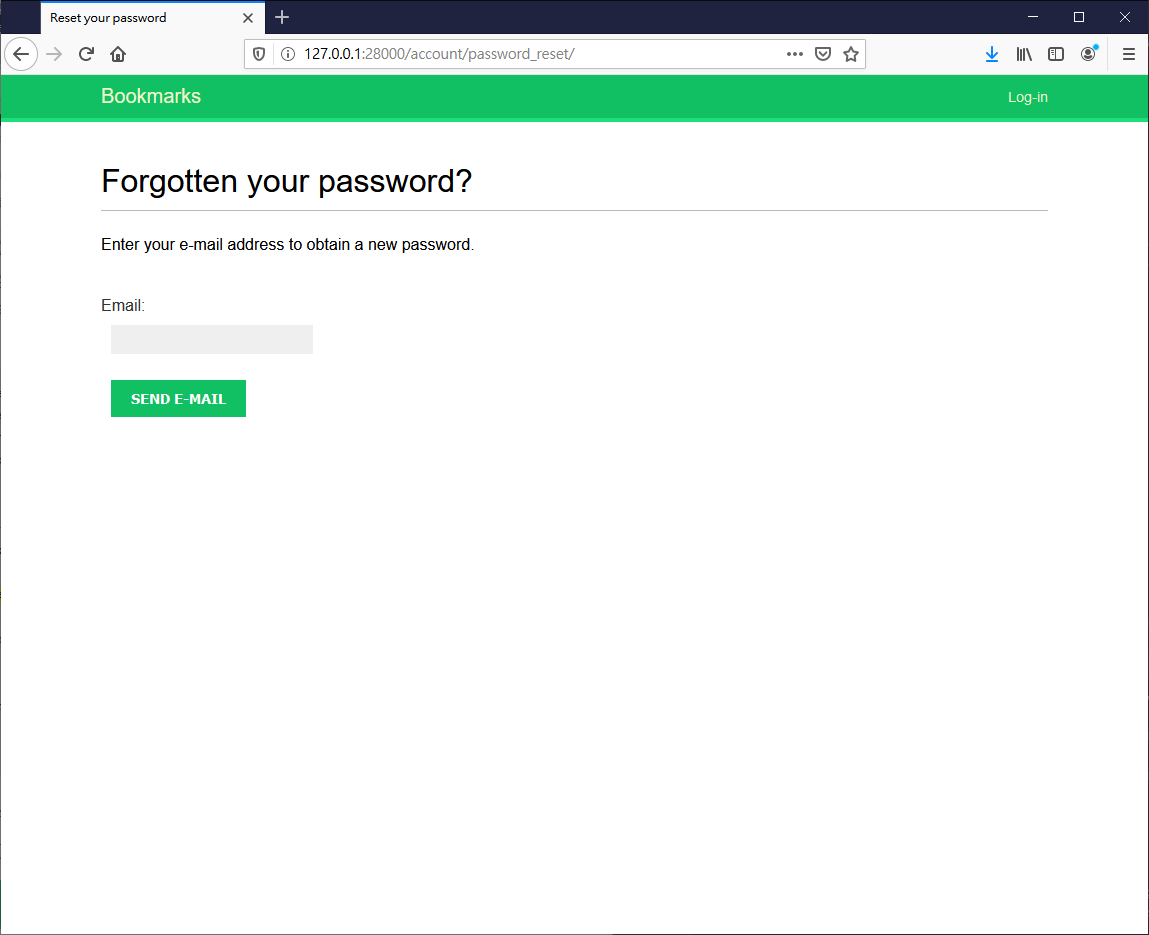 Reset your password
127.0.0.1:28000/account/password_reset/
Bookmarks
Log-in
Forgotten your password?
Enter your e-mail address to obtain a new password.
Email:
SEND E-MAIL